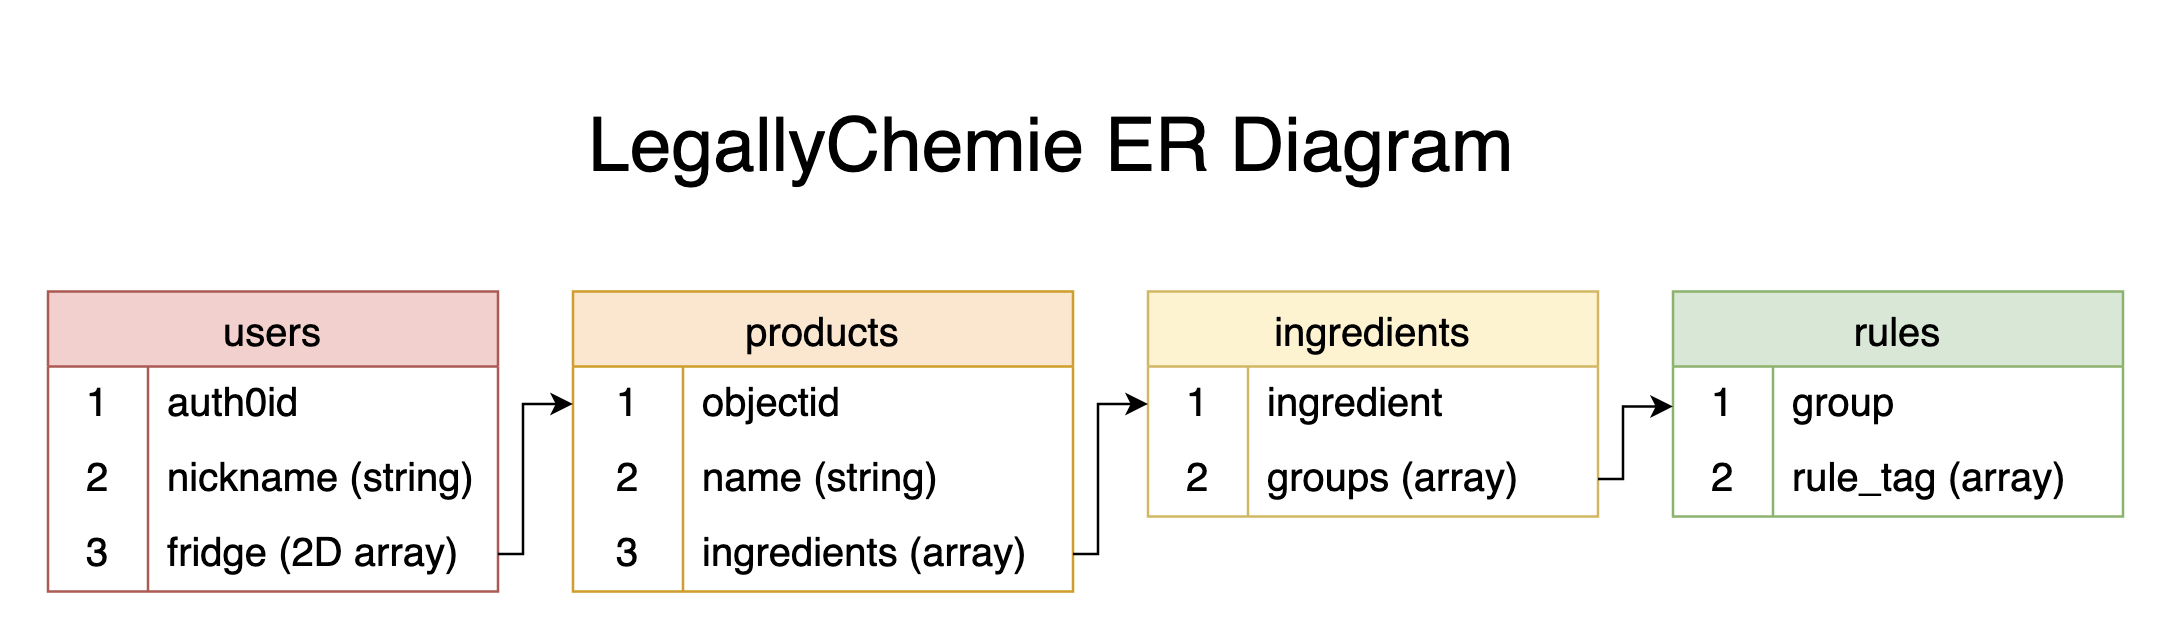 LegallyChemie ER Diagram
users
1 auth0id
2 nickname (string)
3 fridge (2D array)
products
1 objectid
2 name (string)
3 ingredients (array)
ingredients
1 ingredient
2 groups (array)
rules
1 group
2 rule_tag (array)